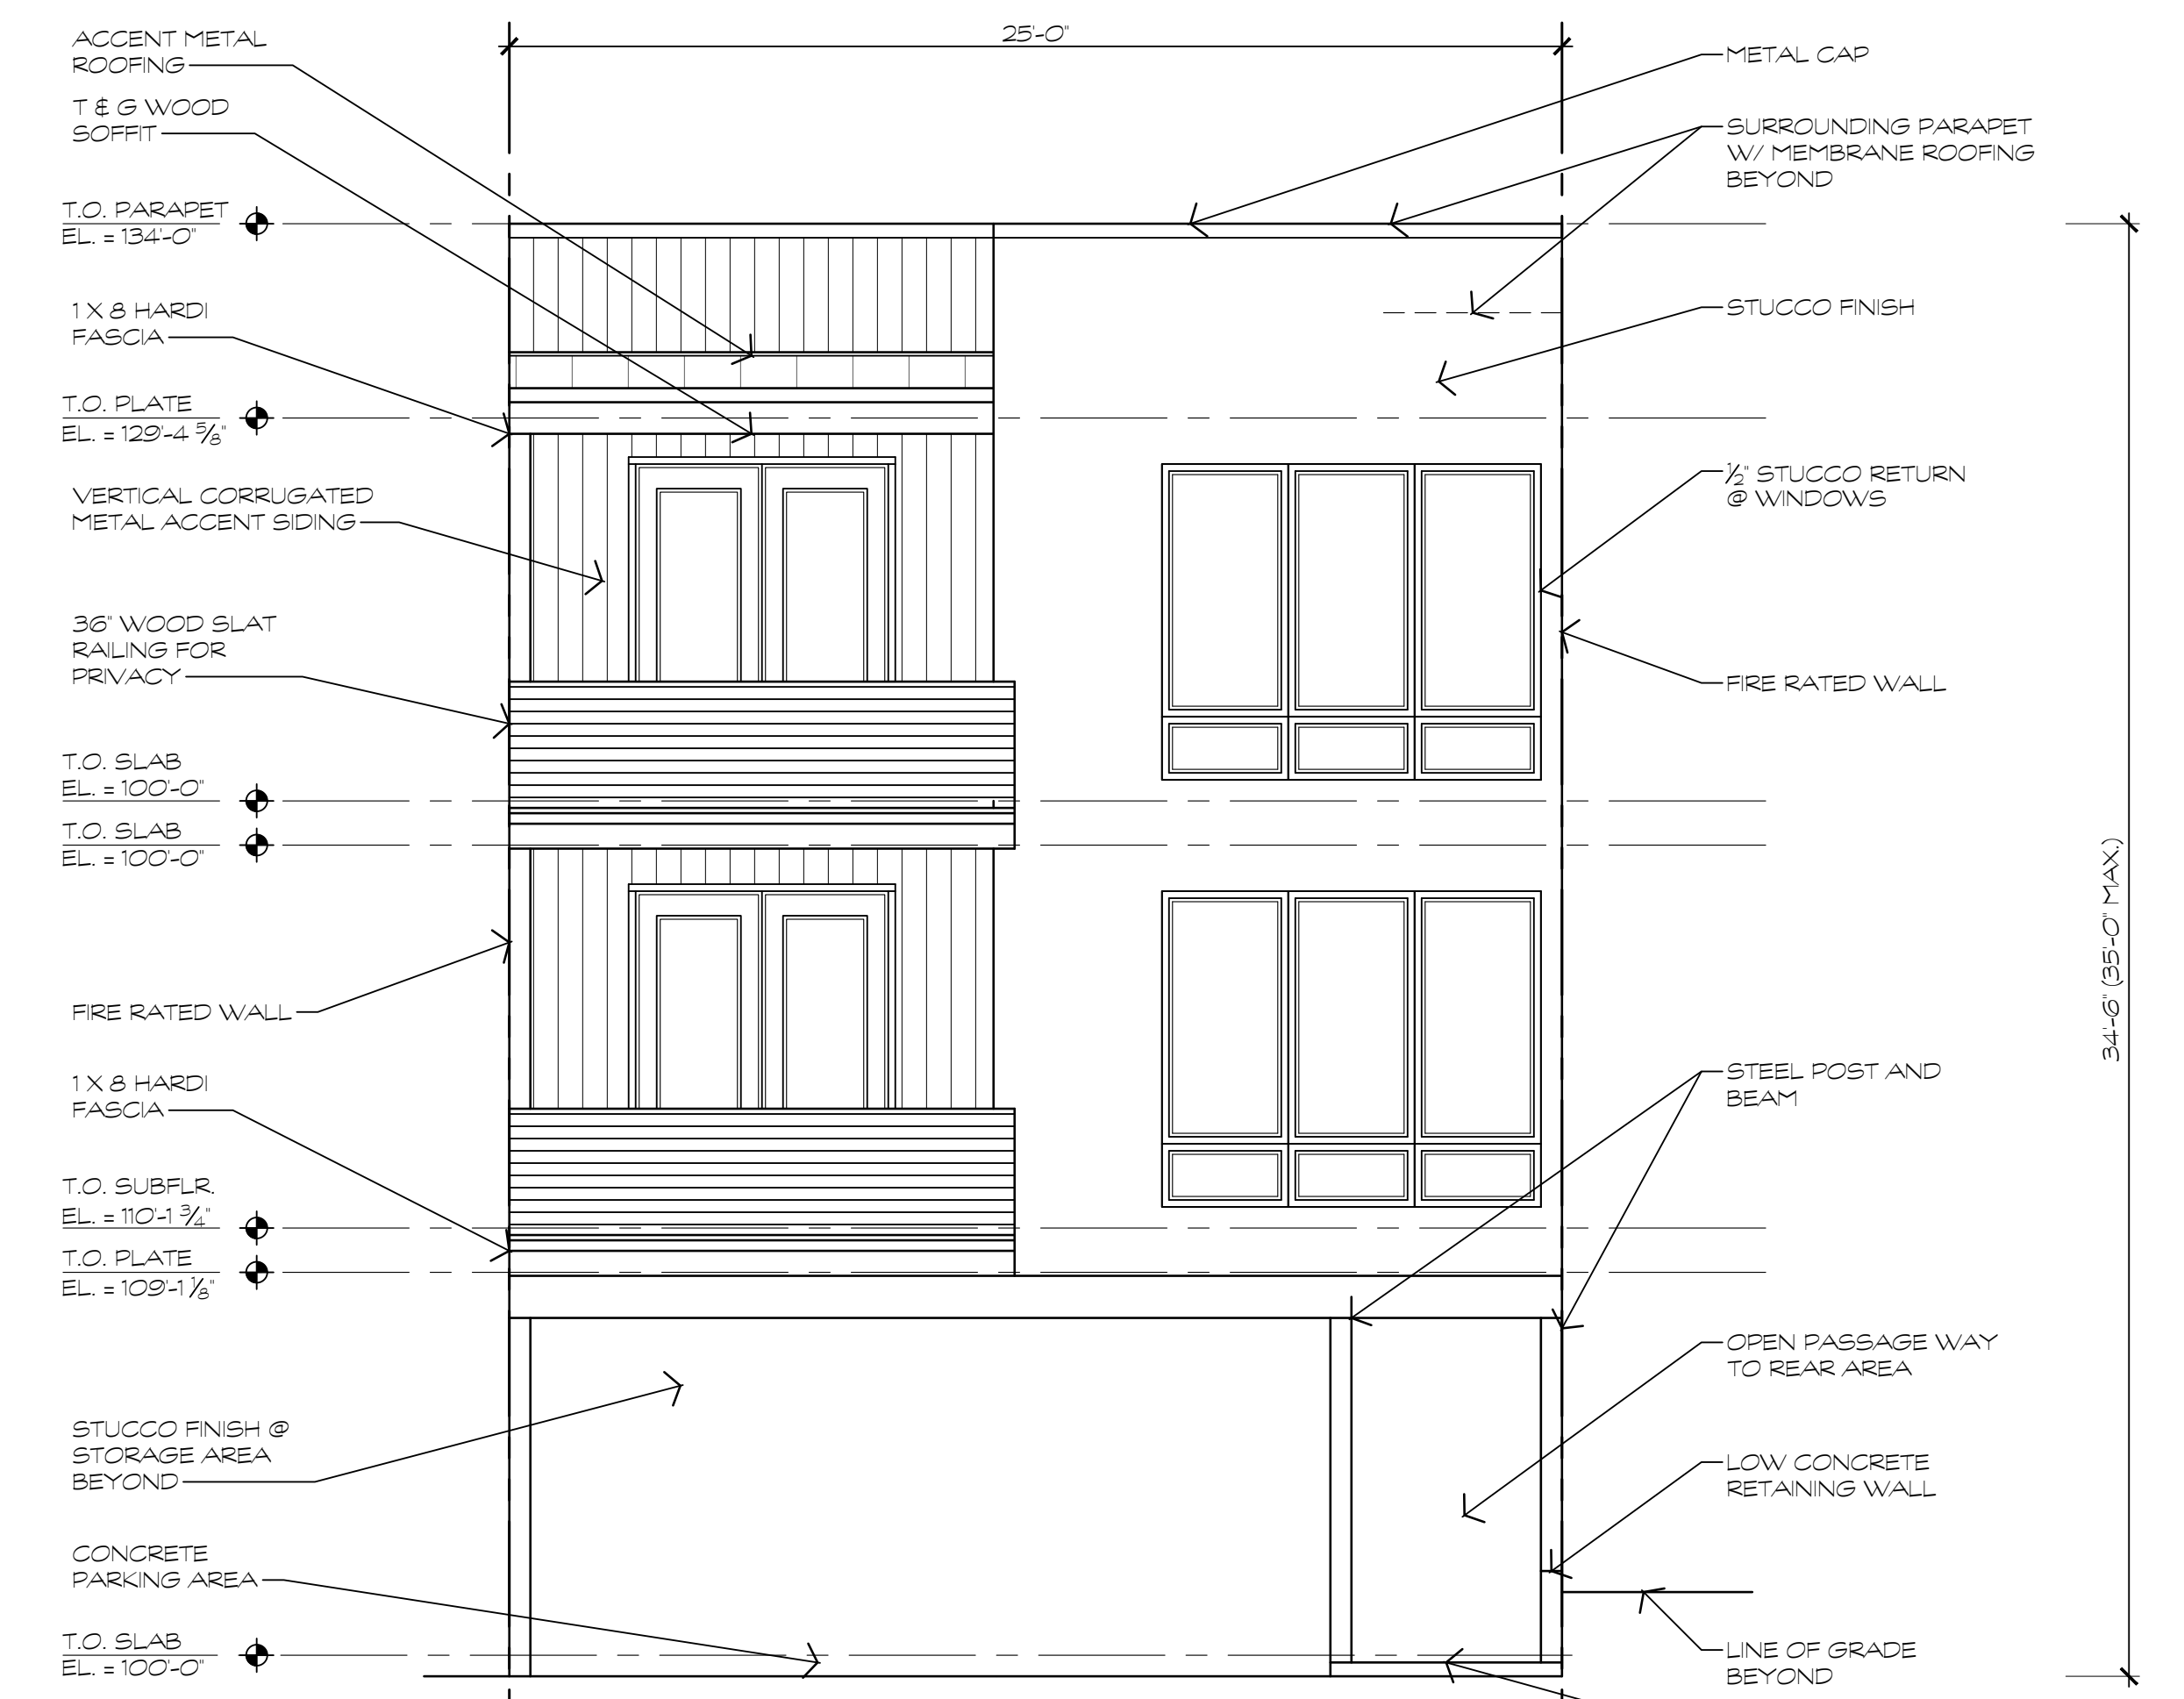 25'-0"
ACCENT METAL
ROOFING
T & G WOOD
SOFFIT
T.O. PARAPET
EL. = 134'-0"
1 X 8 HARDI
FASCIA
T.O. PLATE
EL. = 129'-4 5/8"
VERTICAL CORRUGATED
METAL ACCENT SIDING
36" WOOD SLAT
RAILING FOR
PRIVACY
T.O. SLAB
EL. = 100'-0"
T.O. SLAB
EL. = 100'-0"
FIRE RATED WALL
1 X 8 HARDI
FASCIA
T.O. SUBFLR.
EL. = 110'-1 3/4"
T.O. PLATE
EL. = 109'-1 1/8"
STUCCO FINISH @
STORAGE AREA
BEYOND
CONCRETE
PARKING AREA
T.O. SLAB
EL. = 100'-0"
METAL CAP
SURROUNDING PARAPET
W/ MEMBRANE ROOFING
BEYOND
STUCCO FINISH
1/2" STUCCO RETURN
@ WINDOWS
FIRE RATED WALL
STEEL POST AND
BEAM
OPEN PASSAGE WAY
TO REAR AREA
LOW CONCRETE
RETAINING WALL
LINE OF GRADE
BEYOND
34'-6" (35'-0" MAX.)